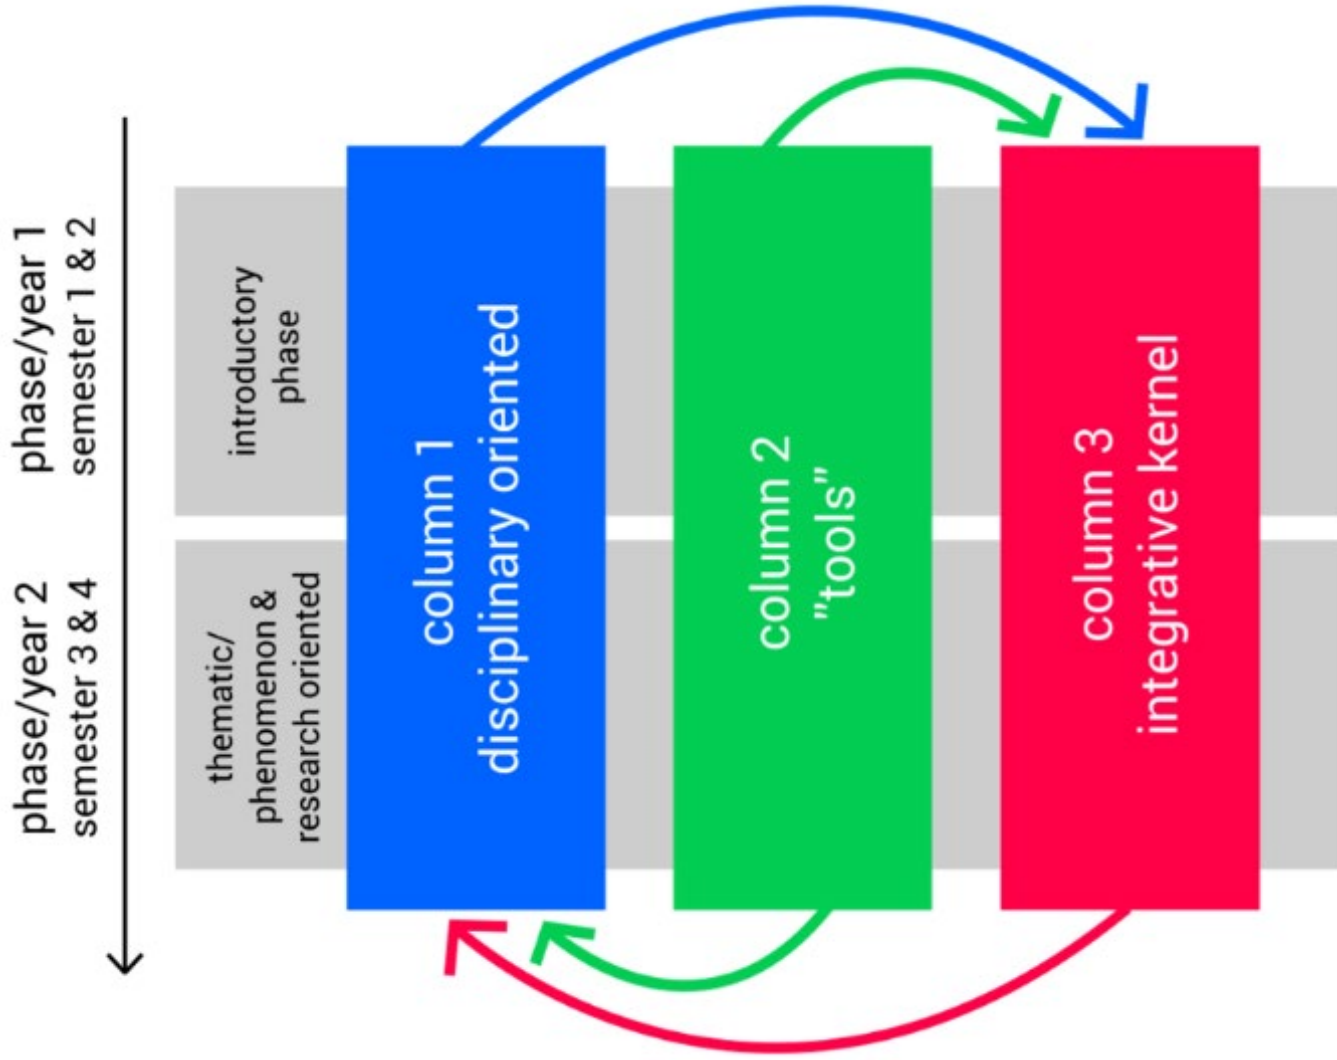 phase/year 1
semester 1 & 2
phase/year 2
semester 3 & 4
introductory
phase
thematic/
phenomenon &
research oriented
column 1
disciplinary oriented
column 2
"tools"
column 3
integrative kernel